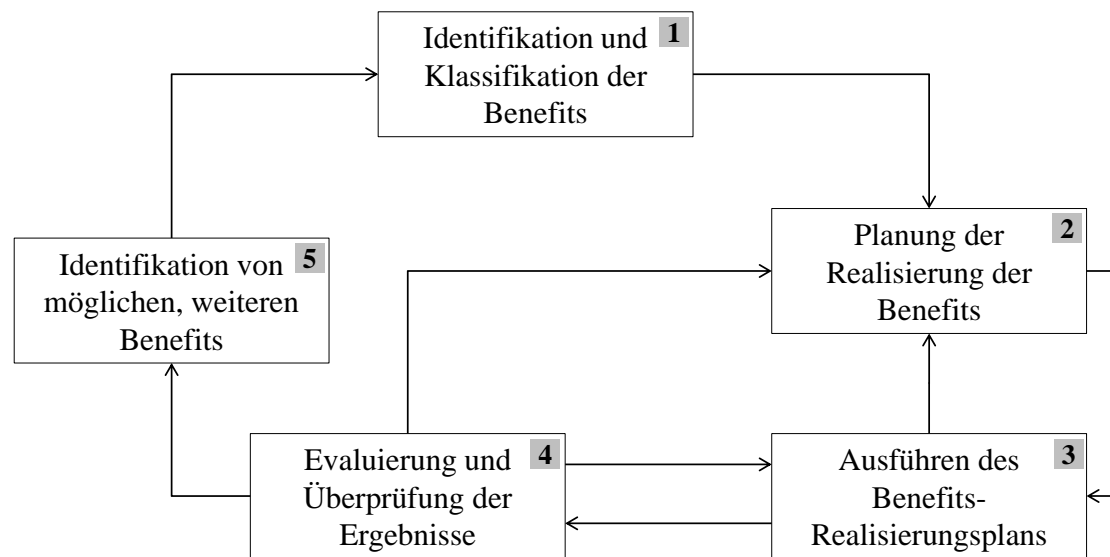 1
Identifikation und
Klassifikation der
Benefits
2
Planung der
Realisierung der
Benefits
5
Identifikation von
möglichen, weiteren
Benefits
4
Evaluierung und
Überprüfung der
Ergebnisse
3
Ausführen des
Benefits-
Realisierungsplans